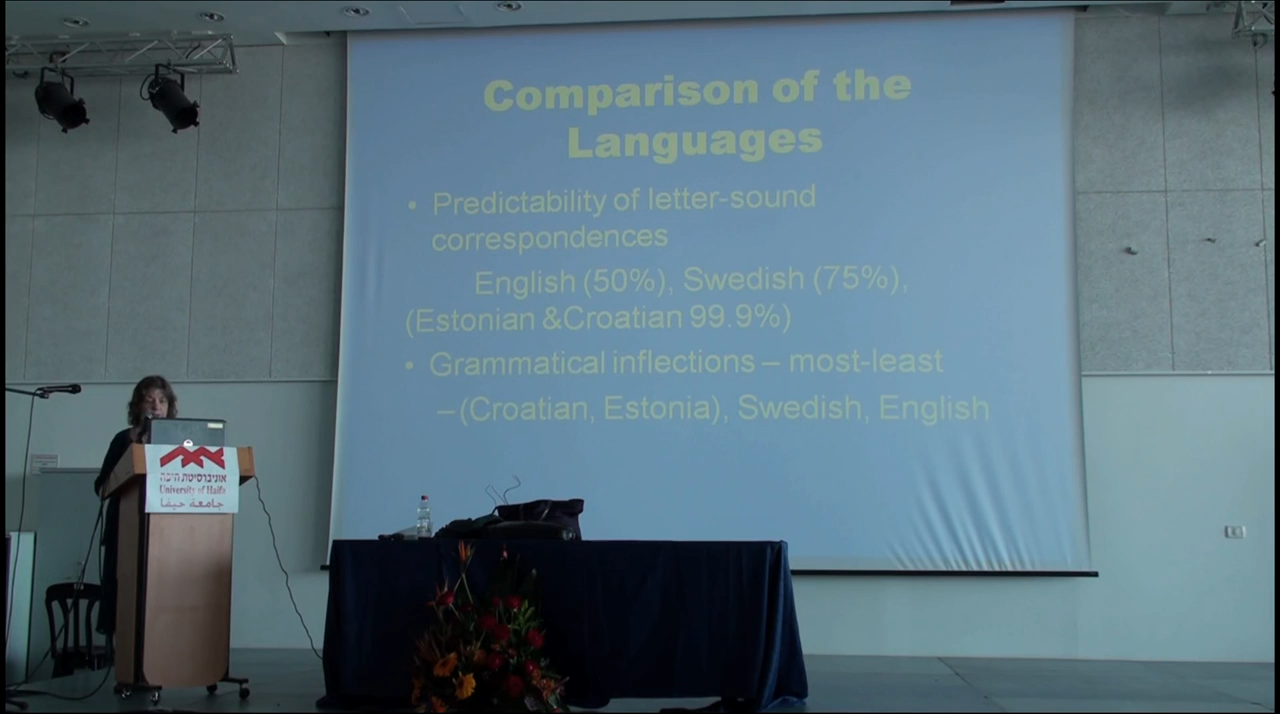 Comparison of the
Languages
• Predictability of letter-sound
correspondences
English (50%), Swedish (75%),
(Estonian &Croatian 99.9%)
• Grammatical inflections – most-least
– (Croatian, Estonia), Swedish, English
אוניברסיטת חיפה
University of Haifa
جامعة حيفا